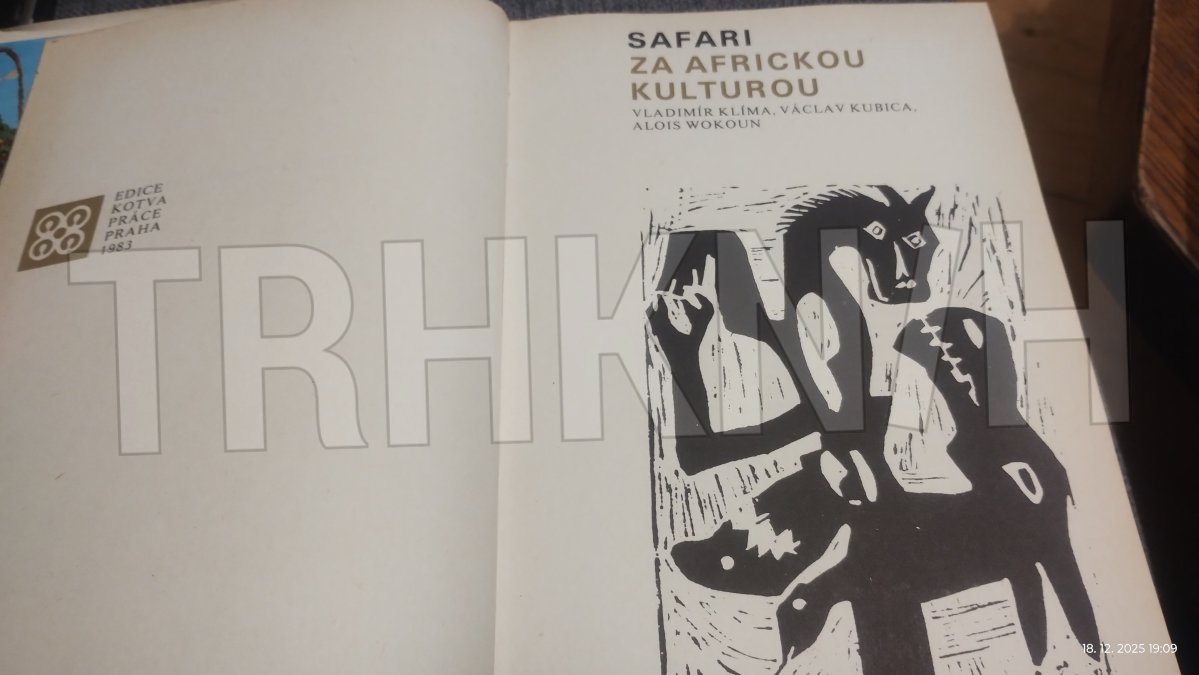 EDICE
KOTVA
PRÁCE
PRAHA
1983
SAFARI
ZA AFRICKOU
KULTUROU
VLADIMÍR KLÍMA, VÁCLAV KUBICA,
ALOIS WOKOUN
TRHKNIH
18. 12. 2025 19:09